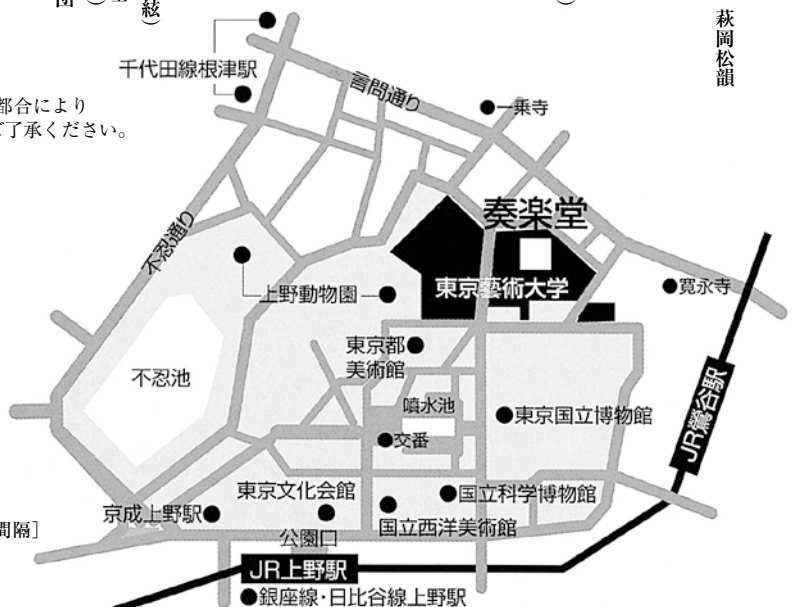 絃）
萩岡松韻
都合により
ご了承ください。
間隔］
千代田線根津駅
言問通り
一乗寺
不忍通り
奏楽堂
東京藝術大学
上野動物園
寛永寺
東京都
美術館
不忍池
噴水池
東京国立博物館
交番
JR鶯谷駅
東京文化会館
国立科学博物館
京成上野駅
公園口
国立西洋美術館
JR上野駅
銀座線・日比谷線上野駅